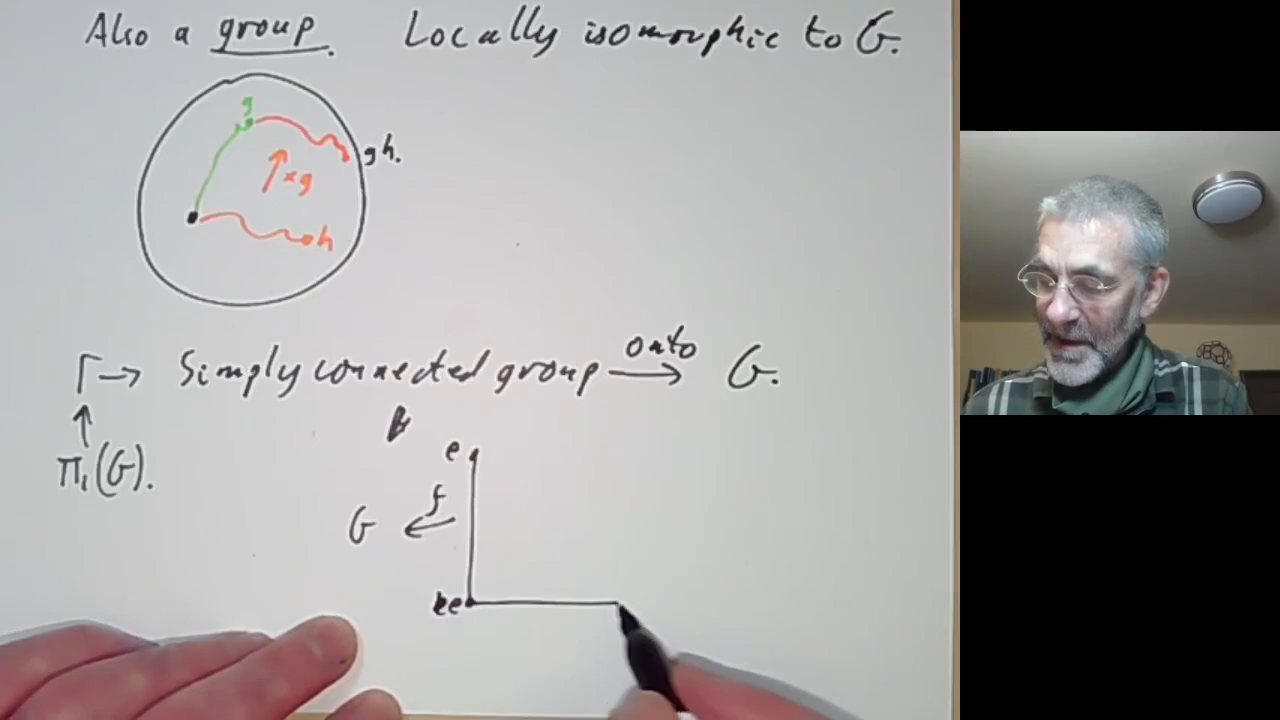 Also a group. Locally isomorphic to G.
g
gh.
↑×g
h
Γ → Simply connected group onto → G.
↑
π₁(G).
e
f
G ←
e